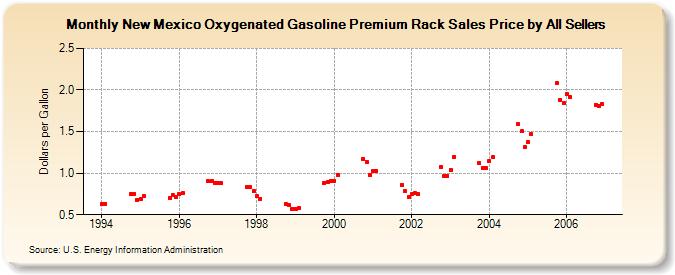 Monthly New Mexico Oxygenated Gasoline Premium Rack Sales Price by All Sellers
Dollars per Gallon
2.5
2.0
1.5
1.0
0.5
1994 1996 1998 2000 2002 2004 2006
Source: U.S. Energy Information Administration